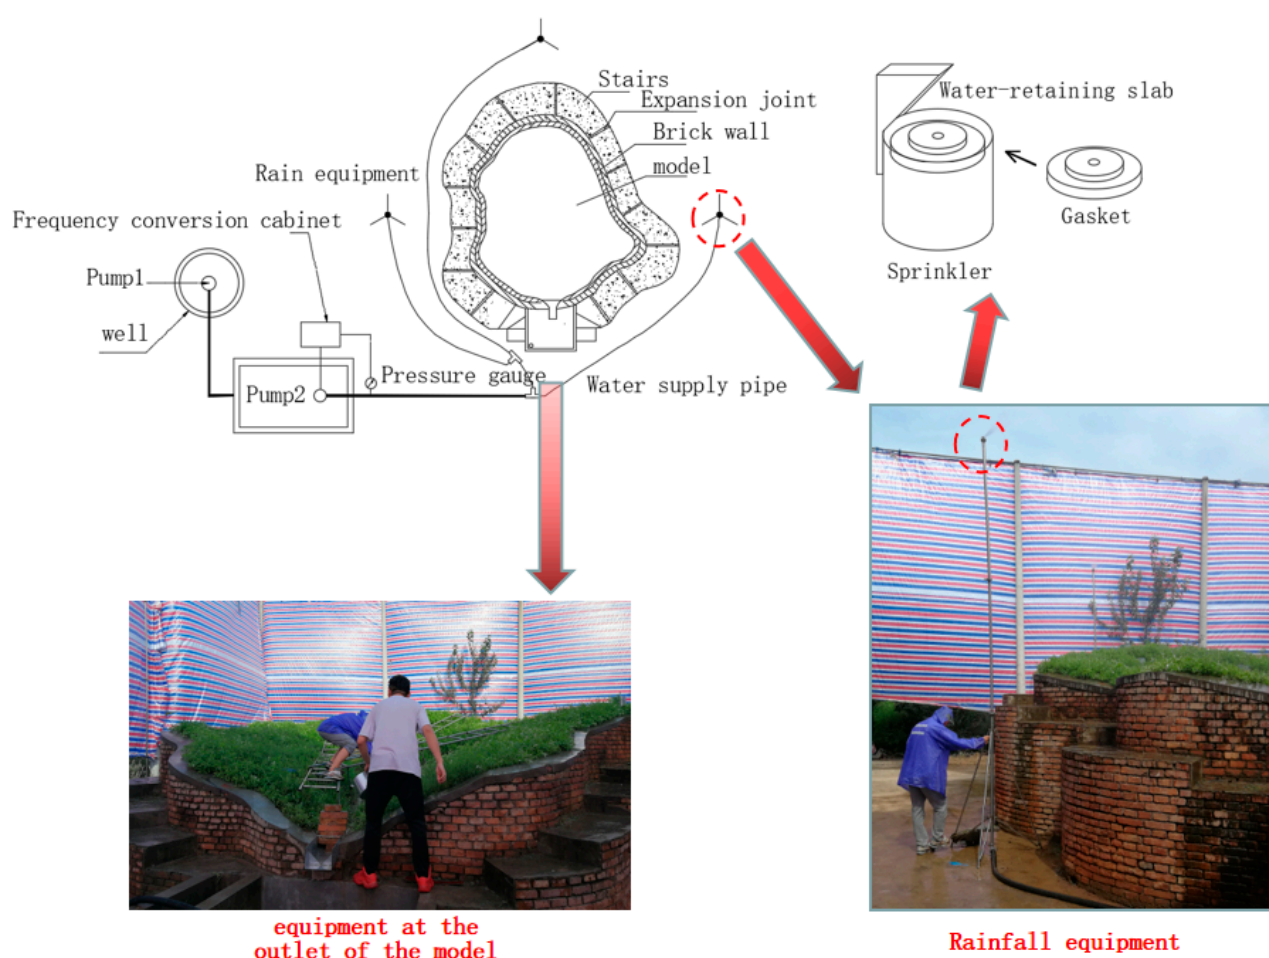 Stairs
Expansion joint
Brick wall
model
Rain equipment
Frequency conversion cabinet
Pump1
well
Pump2
Pressure gauge
Water supply pipe
Water-retaining slab
Gasket
Sprinkler
equipment at the
outlet of the model
Rainfall equipment